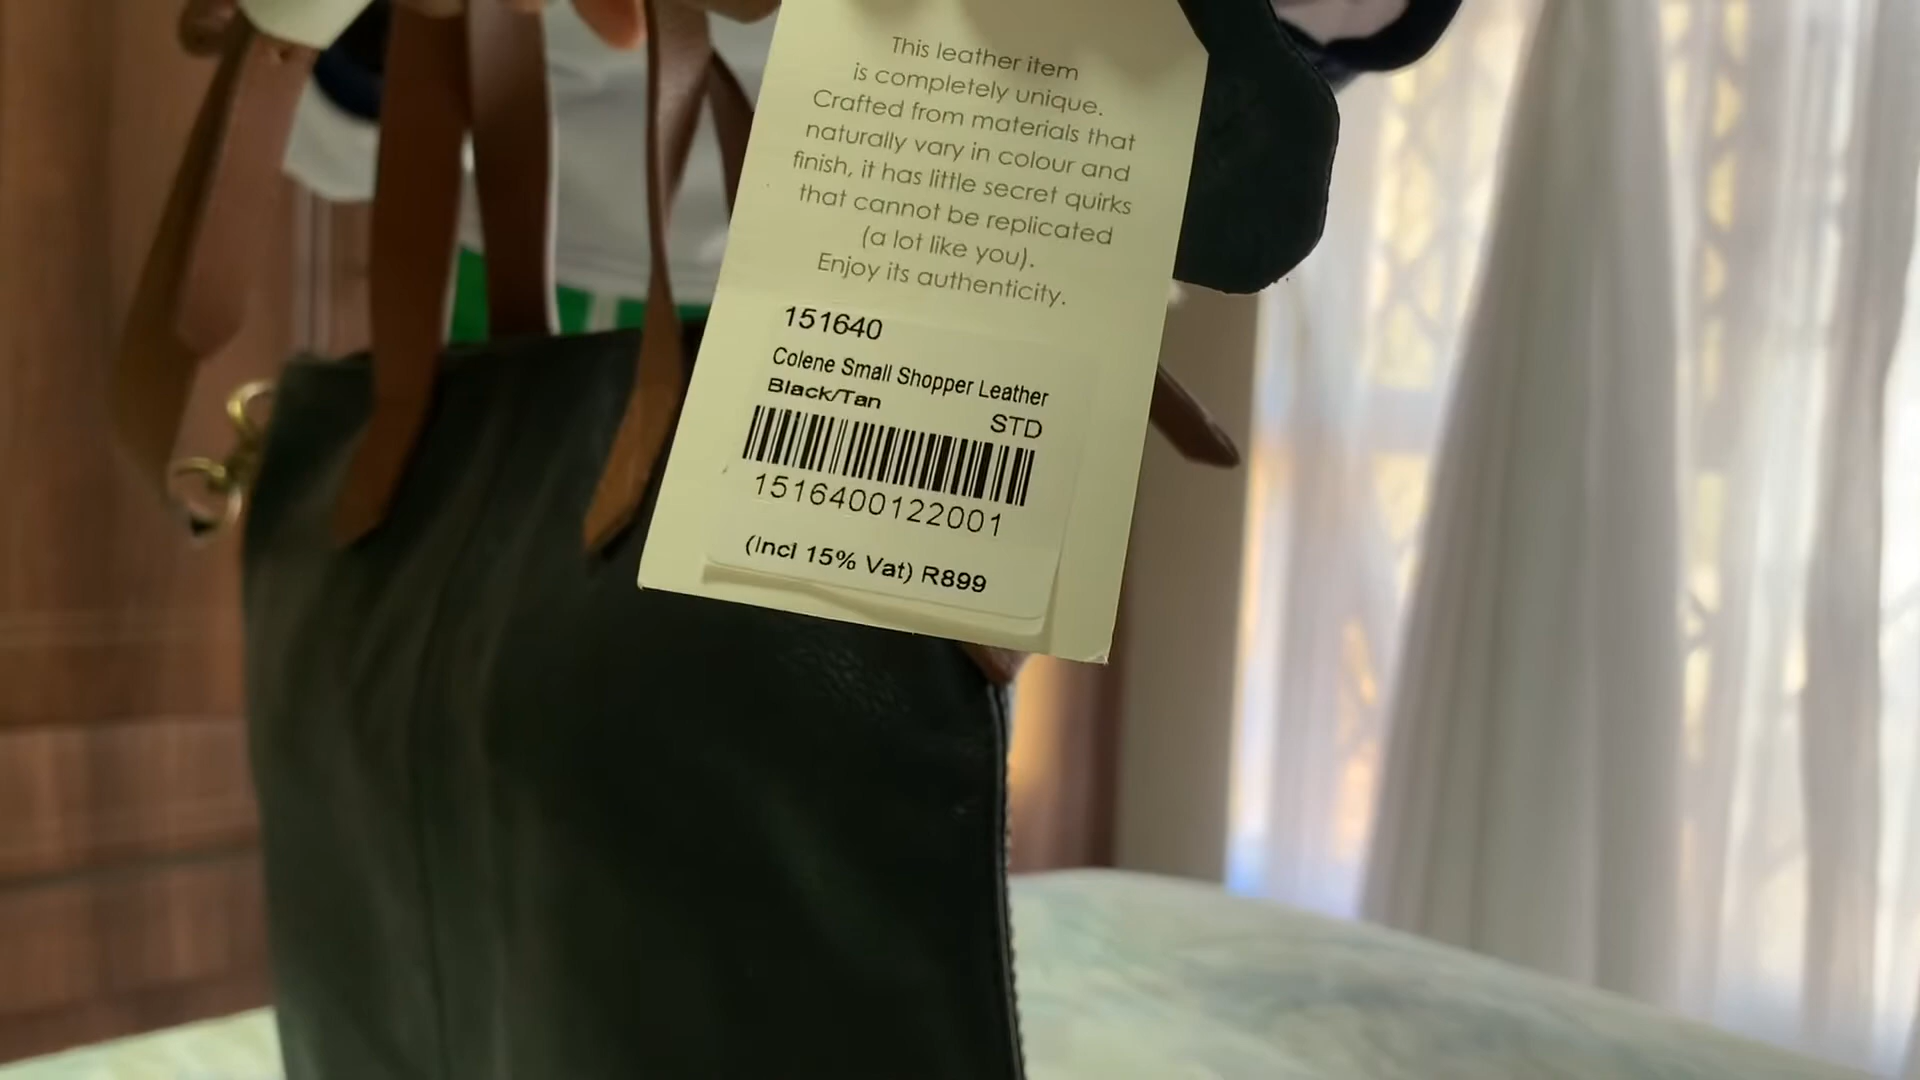 This leather item
is completely unique.
Crafted from materials that
naturally vary in colour and
finish, it has little secret quirks
that cannot be replicated
(a lot like you).
Enjoy its authenticity.
151640
Colene Small Shopper Leather
Black/Tan
STD
1516400122001
(Incl 15% Vat) R899